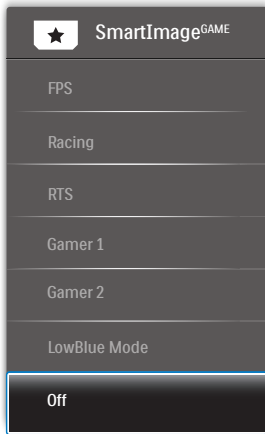 SmartImageGAME
FPS
Racing
RTS
Gamer 1
Gamer 2
LowBlue Mode
Off